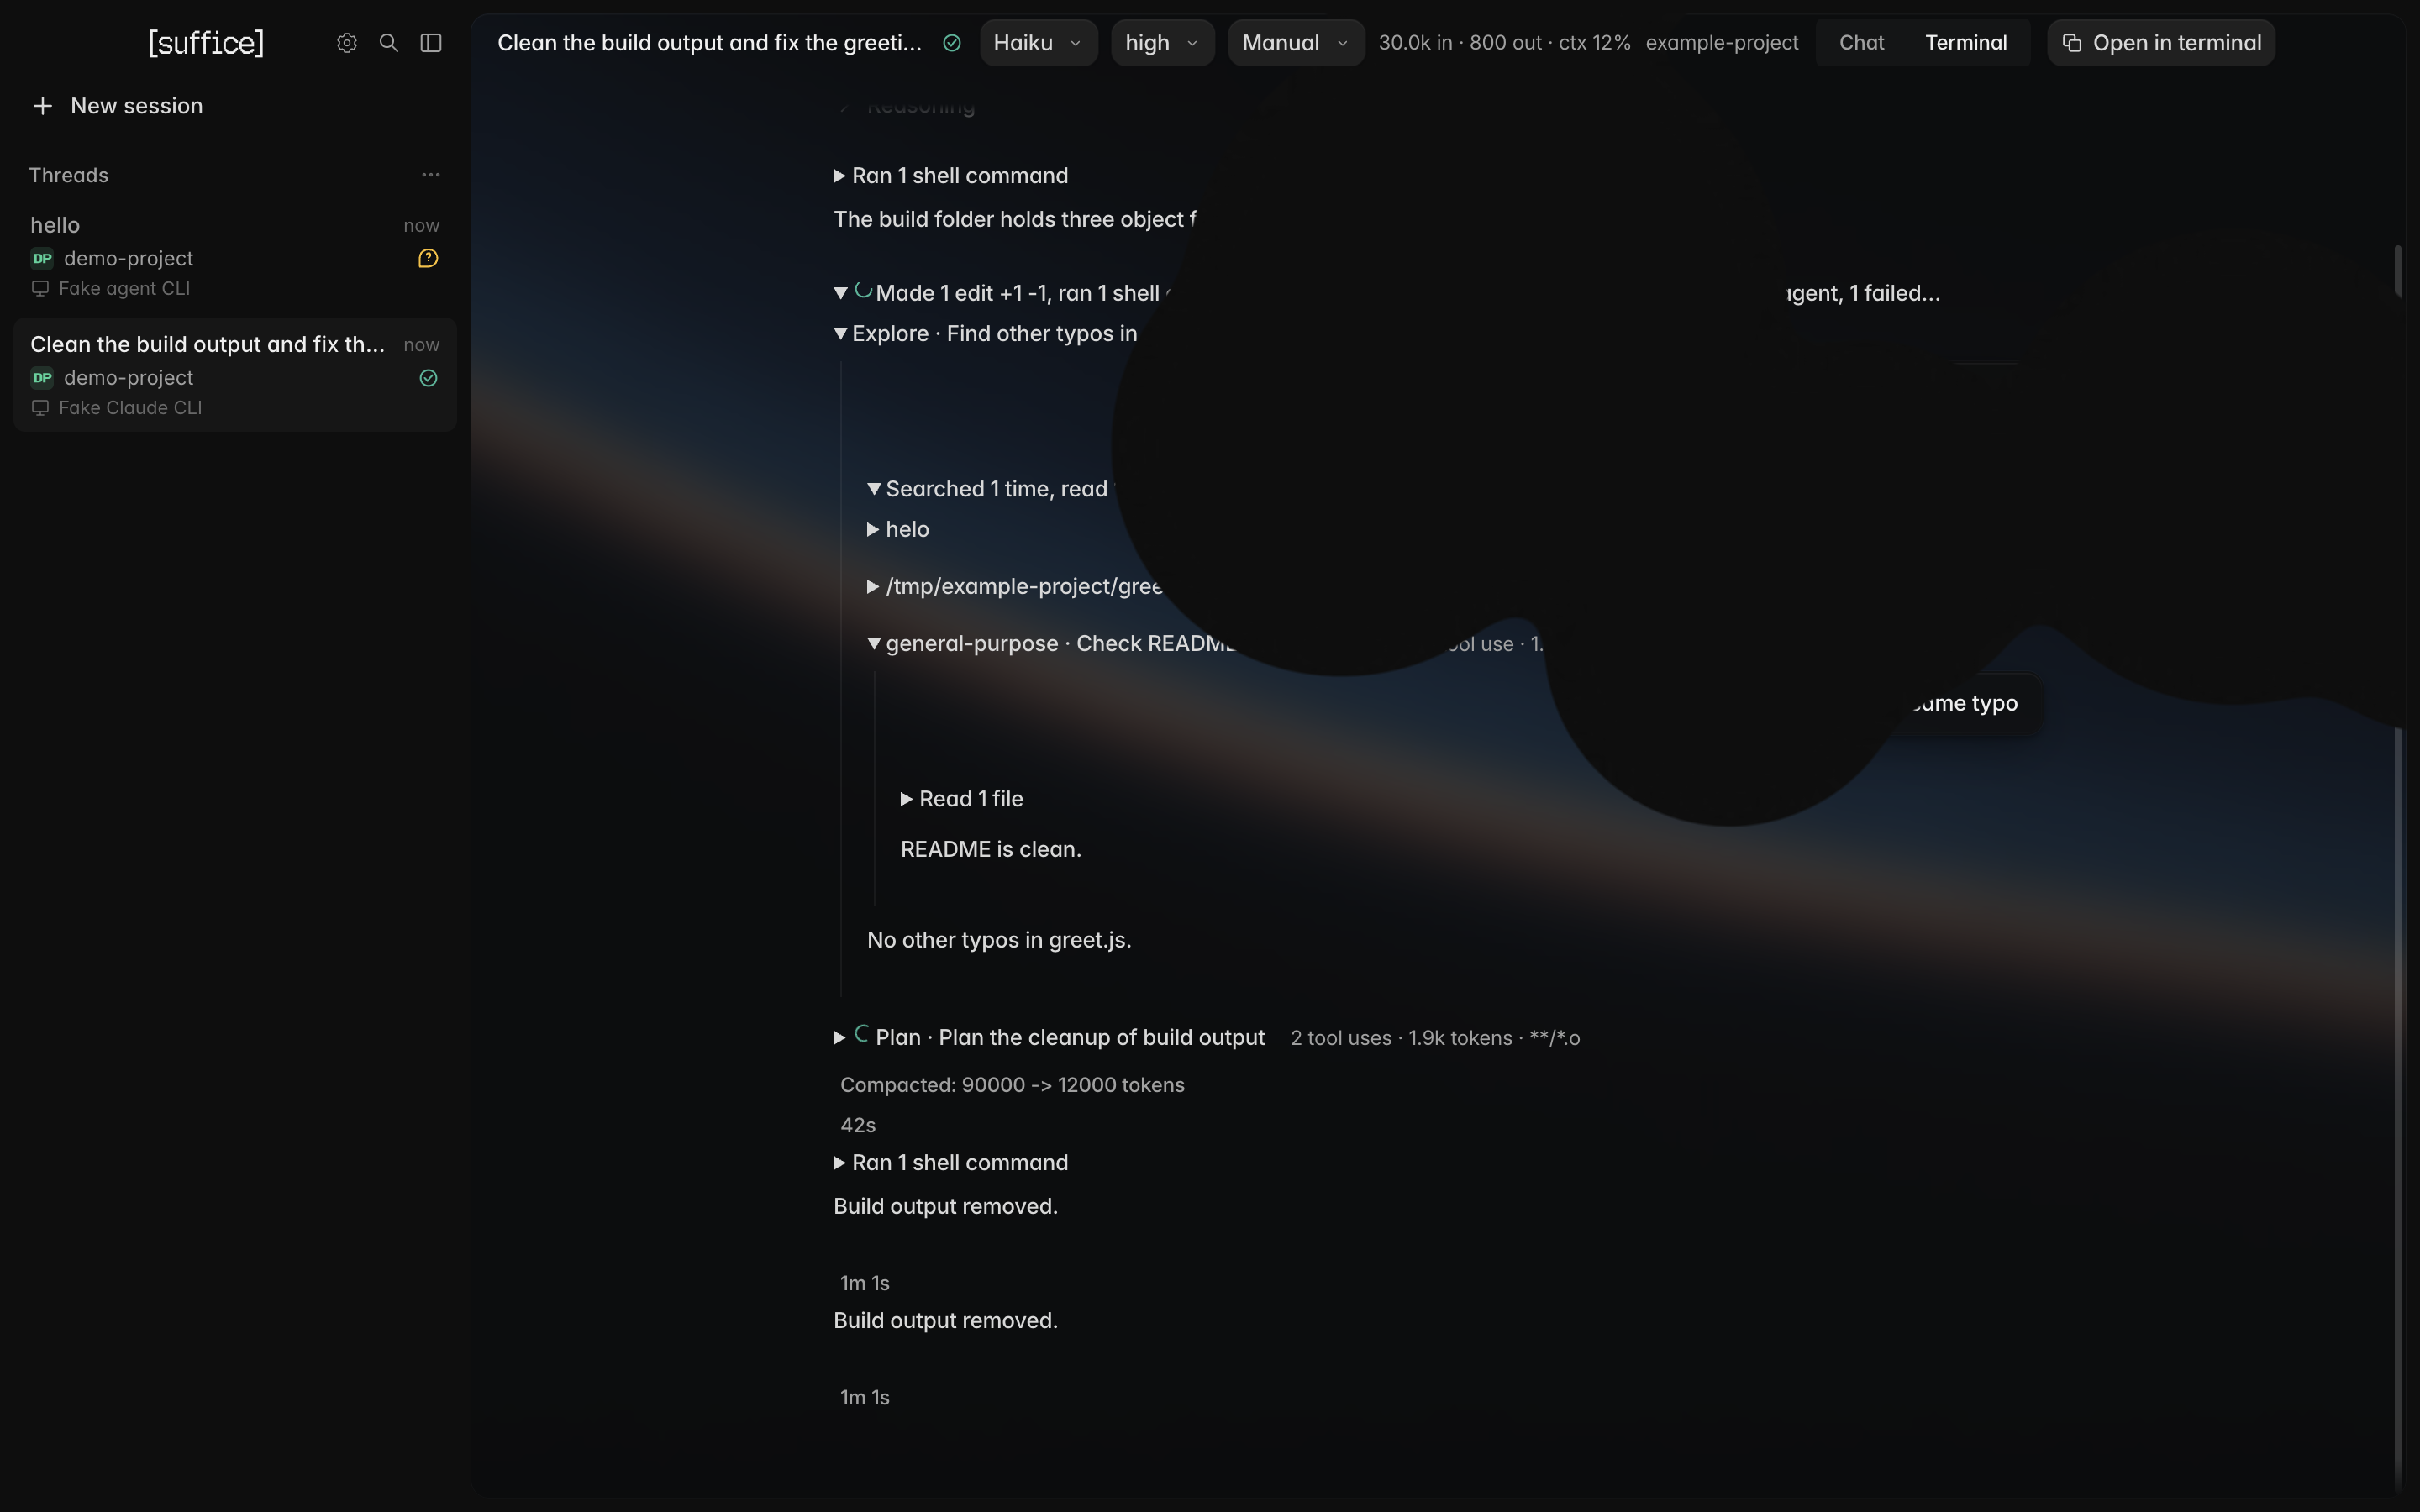 [suffice]
New session
Threads
hello now
DP demo-project
Fake agent CLI
Clean the build output and fix th... now
DP demo-project
Fake Claude CLI
Clean the build output and fix the greeti... Haiku high Manual 30.0k in · 800 out · ctx 12% example-project Chat Terminal Open in terminal
Reasoning
Ran 1 shell command
The build folder holds three object
Made 1 edit +1 -1, ran 1 shell 1 failed...
Explore · Find other typos in
Searched 1 time, read
helo
/tmp/example-project/
general-purpose · Check use · 1.
typo
Read 1 file
README is clean.
No other typos in greet.js.
Plan · Plan the cleanup of build output 2 tool uses · 1.9k tokens · **/*.o
Compacted: 90000 -> 12000 tokens
42s
Ran 1 shell command
Build output removed.
1m 1s
Build output removed.
1m 1s